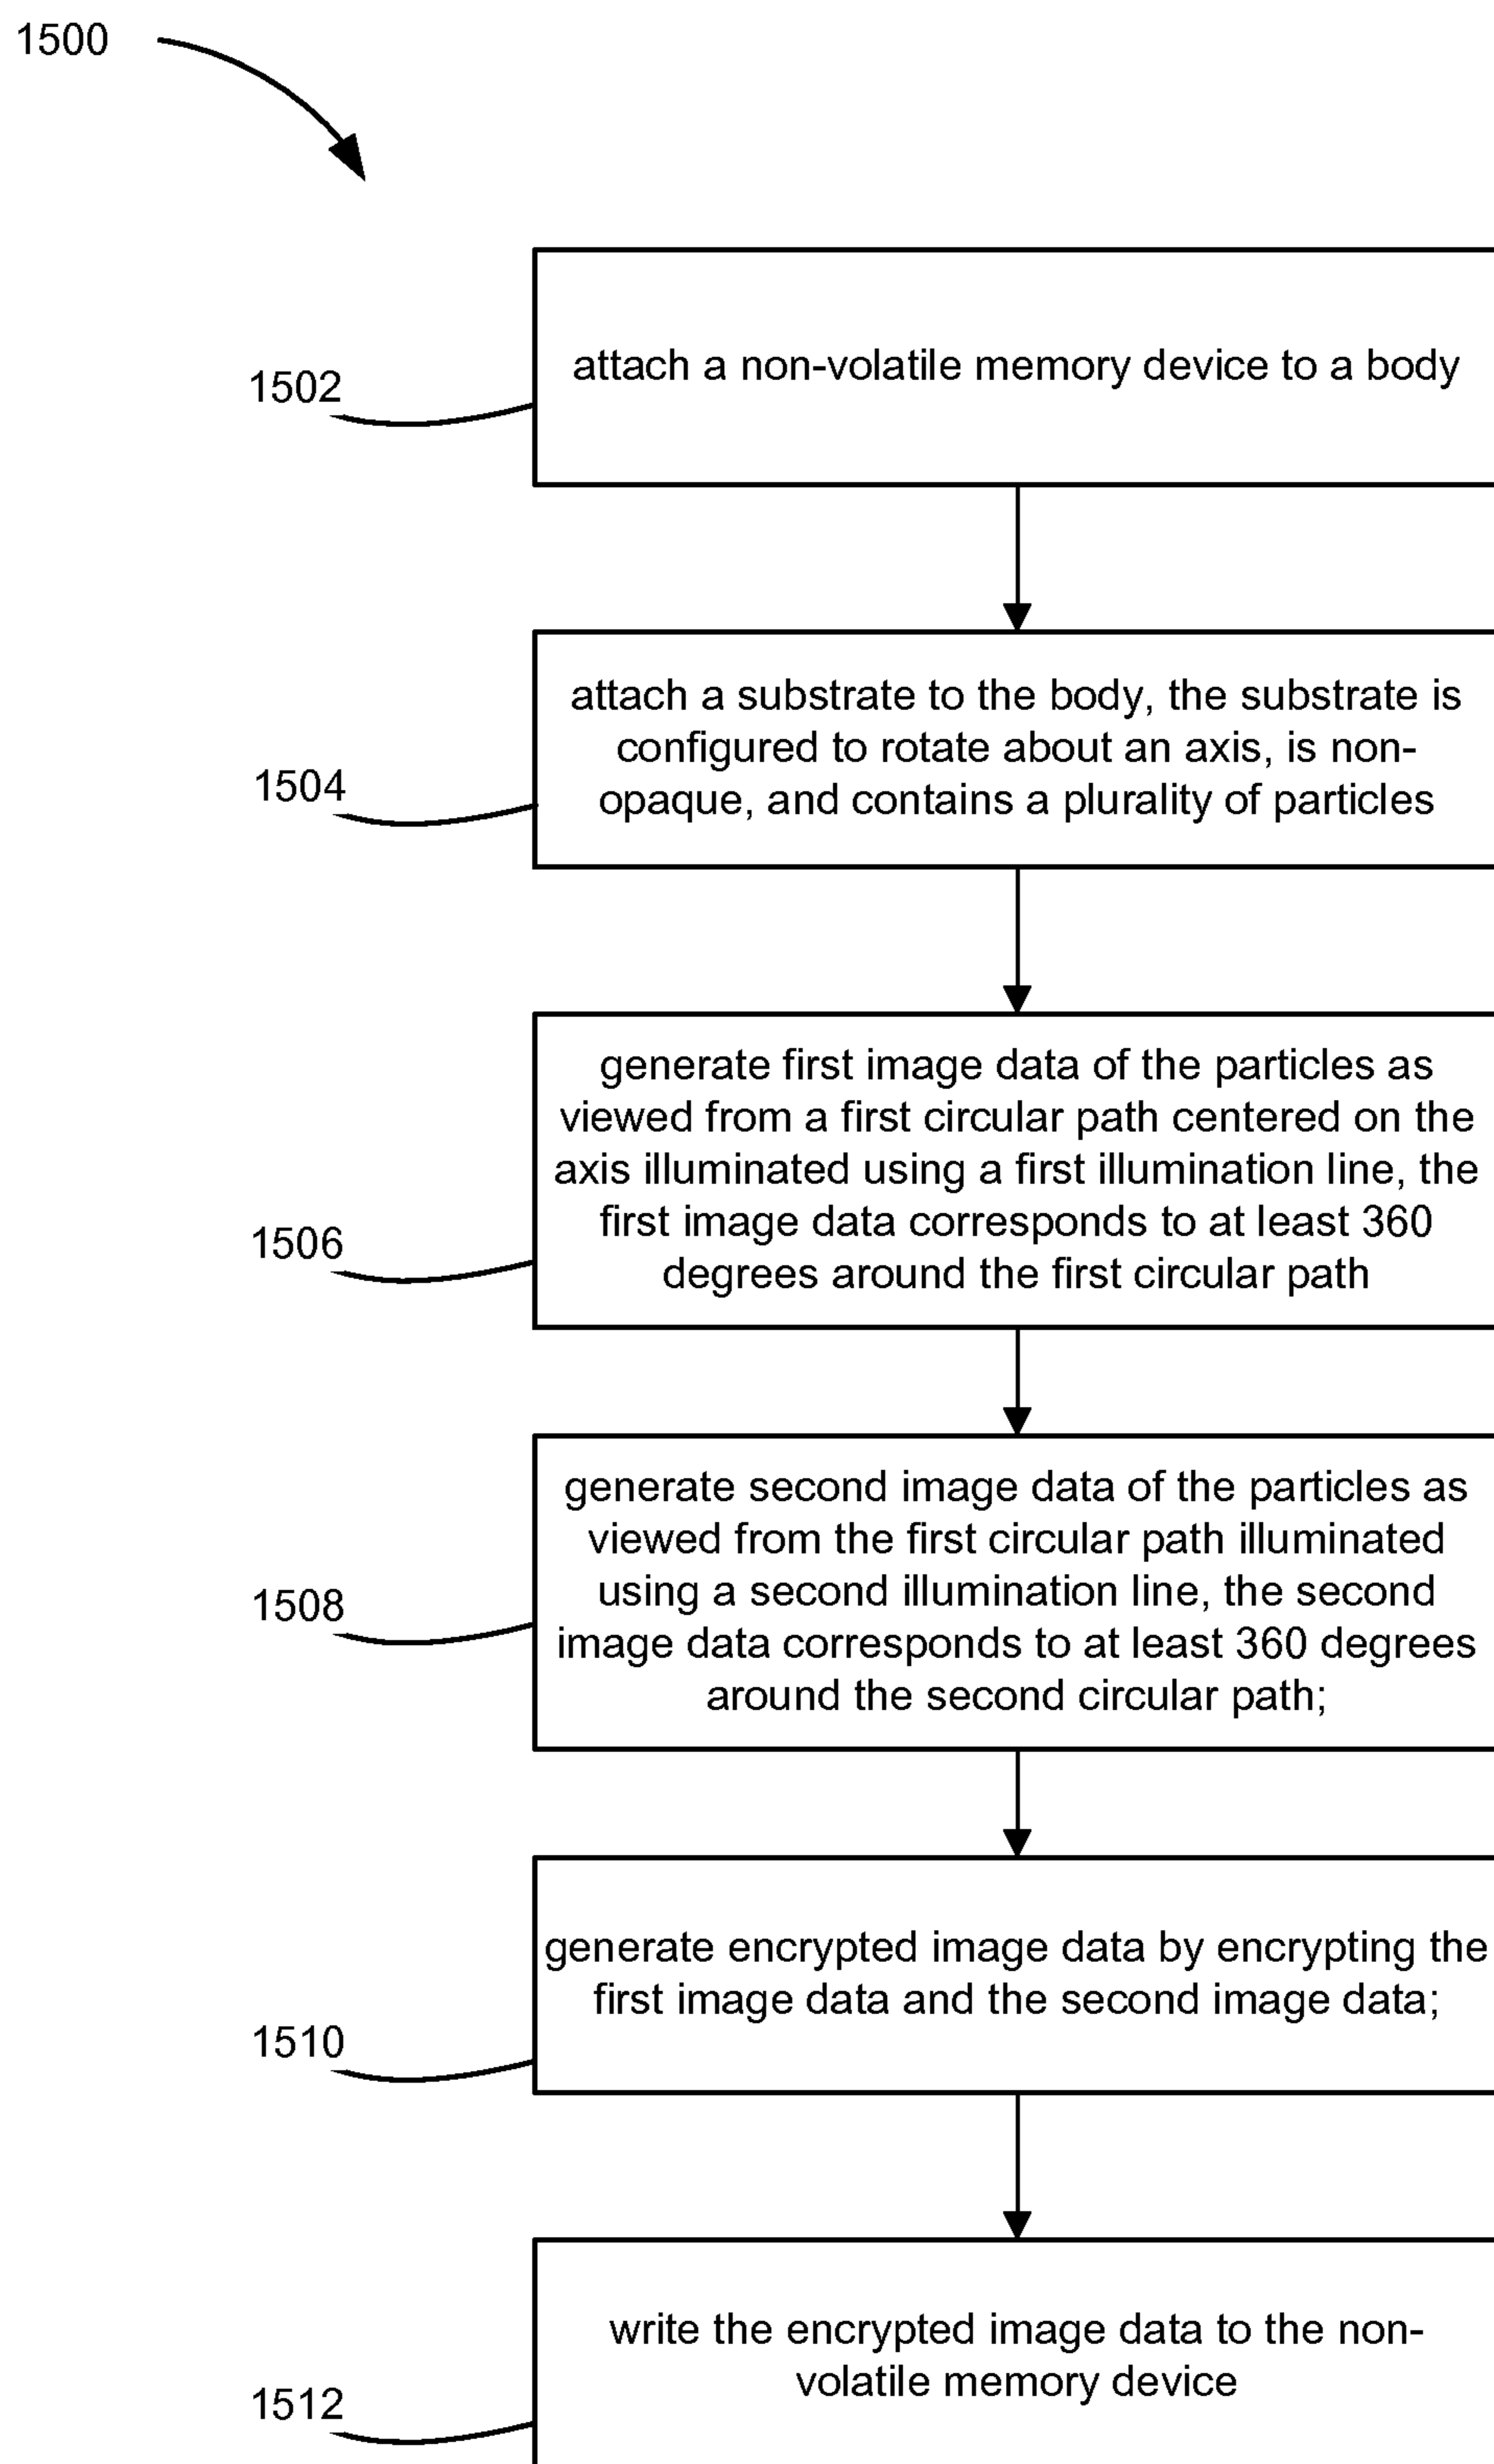 1500
1502
attach a non-volatile memory device to a body
1504
attach a substrate to the body, the substrate is
configured to rotate about an axis, is non-
opaque, and contains a plurality of particles
1506
generate first image data of the particles as
viewed from a first circular path centered on the
axis illuminated using a first illumination line, the
first image data corresponds to at least 360
degrees around the first circular path
1508
generate second image data of the particles as
viewed from the first circular path illuminated
using a second illumination line, the second
image data corresponds to at least 360 degrees
around the second circular path;
1510
generate encrypted image data by encrypting the
first image data and the second image data;
1512
write the encrypted image data to the non-
volatile memory device